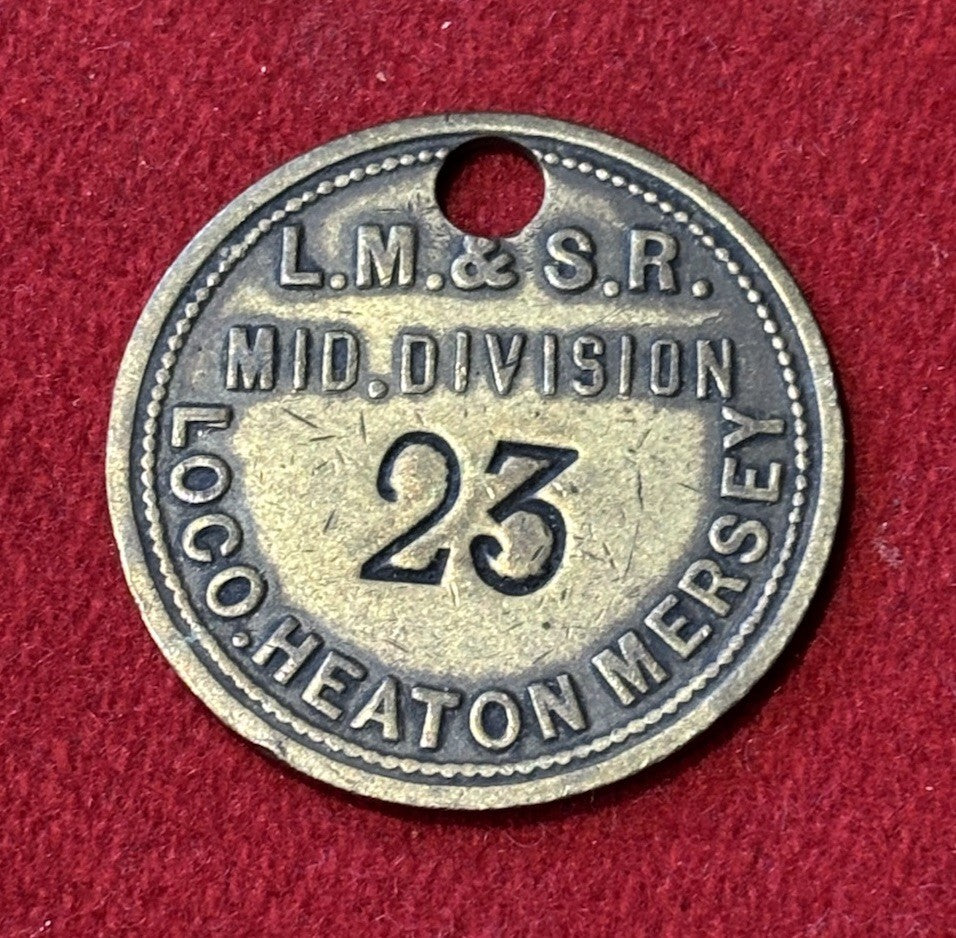 L.M.& S.R.
MID.DIVISION
23
LOCO.HEATON MERSEY